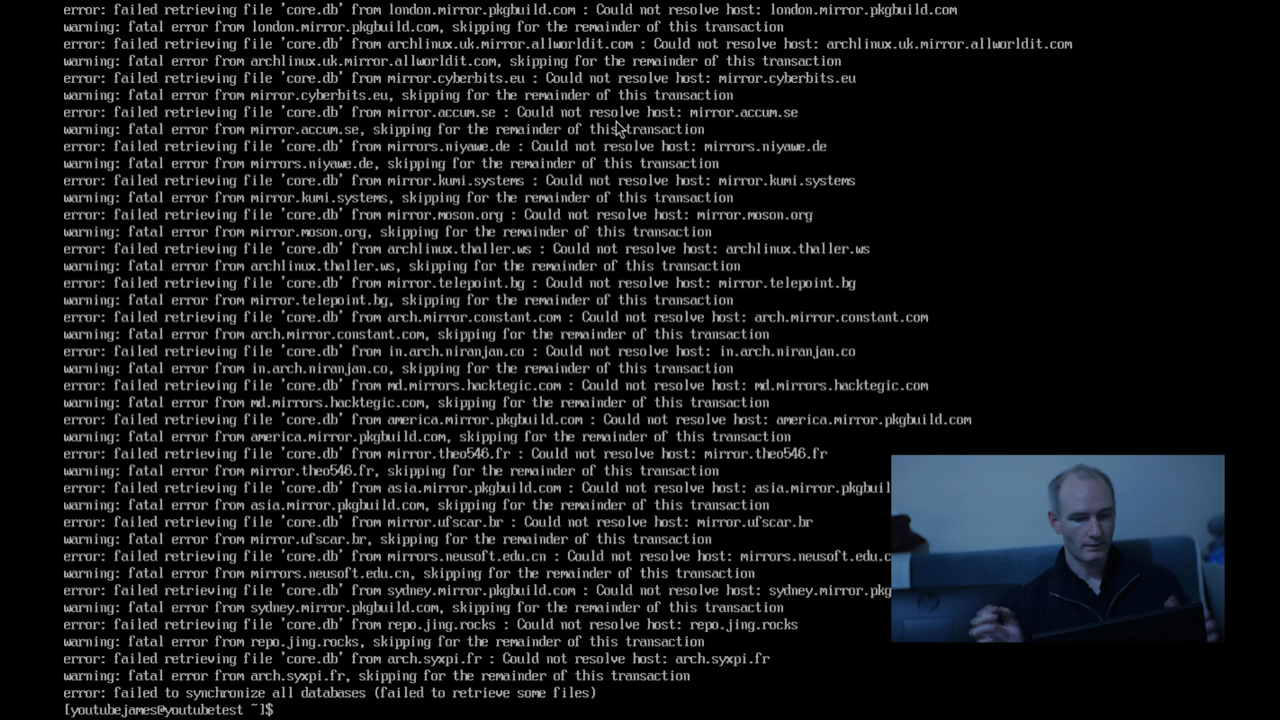 error: failed retrieving file 'core.db' from london.mirror.pkgbuild.com : Could not resolve host: london.mirror.pkgbuild.com
warning: fatal error from london.mirror.pkgbuild.com, skipping for the remainder of this transaction
error: failed retrieving file 'core.db' from archlinux.uk.mirror.allworldit.com : Could not resolve host: archlinux.uk.mirror.allworldit.com
warning: fatal error from archlinux.uk.mirror.allworldit.com, skipping for the remainder of this transaction
error: failed retrieving file 'core.db' from mirror.cyberbits.eu : Could not resolve host: mirror.cyberbits.eu
warning: fatal error from mirror.cyberbits.eu, skipping for the remainder of this transaction
error: failed retrieving file 'core.db' from mirror.accum.se : Could not resolve host: mirror.accum.se
warning: fatal error from mirror.accum.se, skipping for the remainder of this transaction
error: failed retrieving file 'core.db' from mirrors.niyawe.de : Could not resolve host: mirrors.niyawe.de
warning: fatal error from mirrors.niyawe.de, skipping for the remainder of this transaction
error: failed retrieving file 'core.db' from mirror.kumi.systems : Could not resolve host: mirror.kumi.systems
warning: fatal error from mirror.kumi.systems, skipping for the remainder of this transaction
error: failed retrieving file 'core.db' from mirror.moson.org : Could not resolve host: mirror.moson.org
warning: fatal error from mirror.moson.org, skipping for the remainder of this transaction
error: failed retrieving file 'core.db' from archlinux.thaller.ws : Could not resolve host: archlinux.thaller.ws
warning: fatal error from archlinux.thaller.ws, skipping for the remainder of this transaction
error: failed retrieving file 'core.db' from mirror.telepoint.bg : Could not resolve host: mirror.telepoint.bg
warning: fatal error from mirror.telepoint.bg, skipping for the remainder of this transaction
error: failed retrieving file 'core.db' from arch.mirror.constant.com : Could not resolve host: arch.mirror.constant.com
warning: fatal error from arch.mirror.constant.com, skipping for the remainder of this transaction
error: failed retrieving file 'core.db' from in.arch.niranjan.co : Could not resolve host: in.arch.niranjan.co
warning: fatal error from in.arch.niranjan.co, skipping for the remainder of this transaction
error: failed retrieving file 'core.db' from md.mirrors.hacktegic.com : Could not resolve host: md.mirrors.hacktegic.com
warning: fatal error from md.mirrors.hacktegic.com, skipping for the remainder of this transaction
error: failed retrieving file 'core.db' from america.mirror.pkgbuild.com : Could not resolve host: america.mirror.pkgbuild.com
warning: fatal error from america.mirror.pkgbuild.com, skipping for the remainder of this transaction
error: failed retrieving file 'core.db' from mirror.theo546.fr : Could not resolve host: mirror.theo546.fr
warning: fatal error from mirror.theo546.fr, skipping for the remainder of this transaction
error: failed retrieving file 'core.db' from asia.mirror.pkgbuild.com : Could not resolve host: asia.mirror.pkgbuil
warning: fatal error from asia.mirror.pkgbuild.com, skipping for the remainder of this transaction
error: failed retrieving file 'core.db' from mirror.ufscar.br : Could not resolve host: mirror.ufscar.br
warning: fatal error from mirror.ufscar.br, skipping for the remainder of this transaction
error: failed retrieving file 'core.db' from mirrors.neusoft.edu.cn : Could not resolve host: mirrors.neusoft.edu.c
warning: fatal error from mirrors.neusoft.edu.cn, skipping for the remainder of this transaction
error: failed retrieving file 'core.db' from sydney.mirror.pkgbuild.com : Could not resolve host: sydney.mirror.pkg
warning: fatal error from sydney.mirror.pkgbuild.com, skipping for the remainder of this transaction
error: failed retrieving file 'core.db' from repo.jing.rocks : Could not resolve host: repo.jing.rocks
warning: fatal error from repo.jing.rocks, skipping for the remainder of this transaction
error: failed retrieving file 'core.db' from arch.syxpi.fr : Could not resolve host: arch.syxpi.fr
warning: fatal error from arch.syxpi.fr, skipping for the remainder of this transaction
error: failed to synchronize all databases (failed to retrieve some files)
[youtubejames@youtubetest ~]$